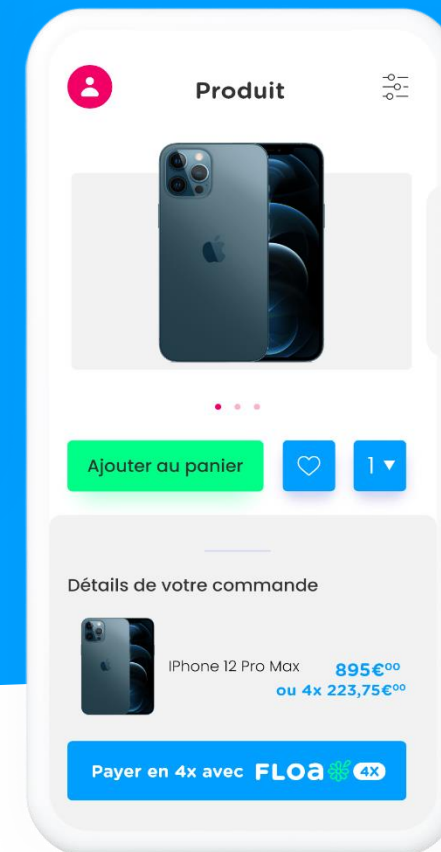 Produit
Ajouter au panier
1
Détails de votre commande
IPhone 12 Pro Max
895€00
ou 4x 223,75€00
Payer en 4x avec FLOa 4X